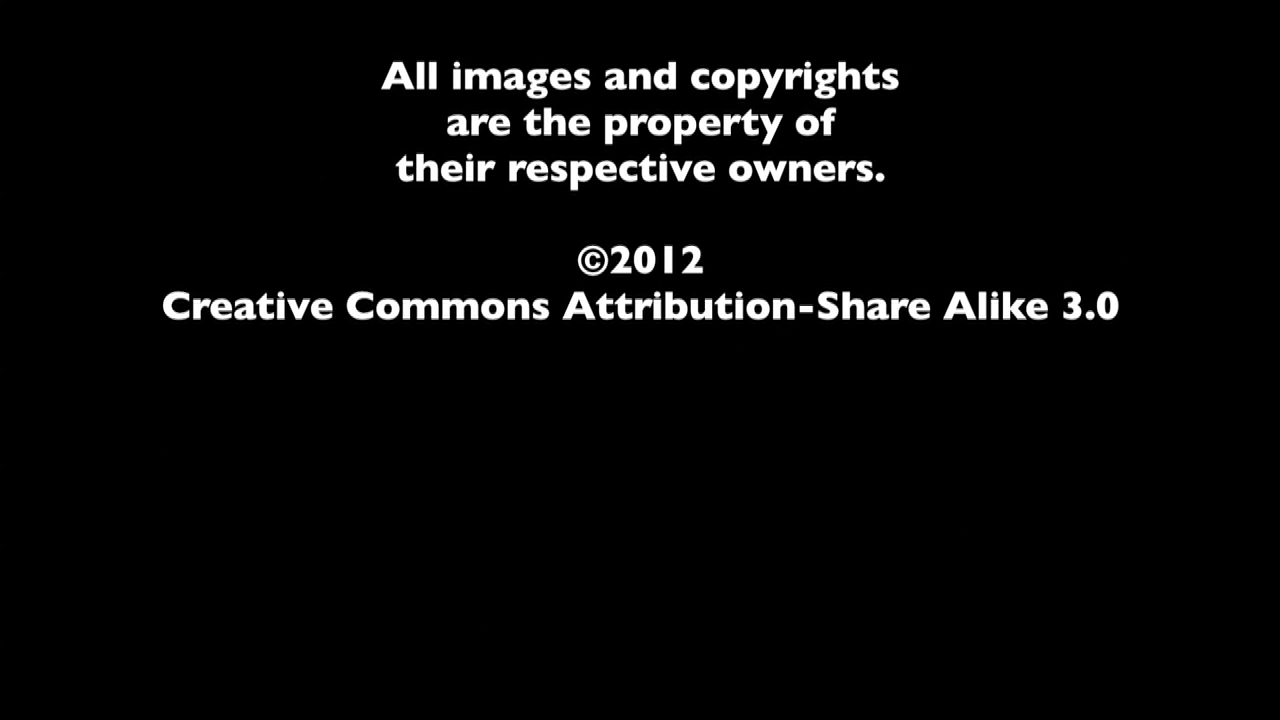 All images and copyrights
are the property of
their respective owners.
©2012
Creative Commons Attribution-Share Alike 3.0